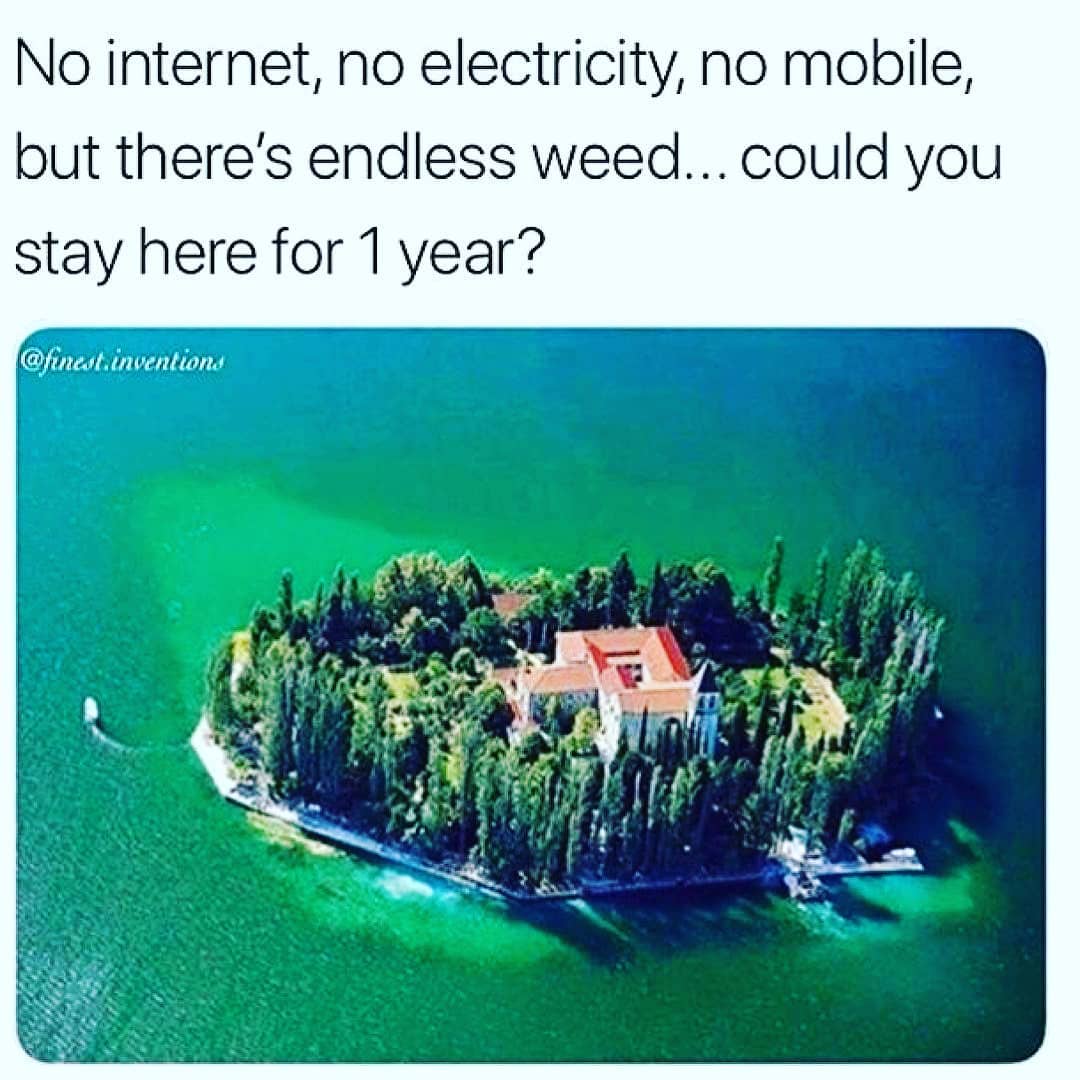 No internet, no electricity, no mobile,
but there’s endless weed... could you
stay here for 1 year?
@finest.inventions